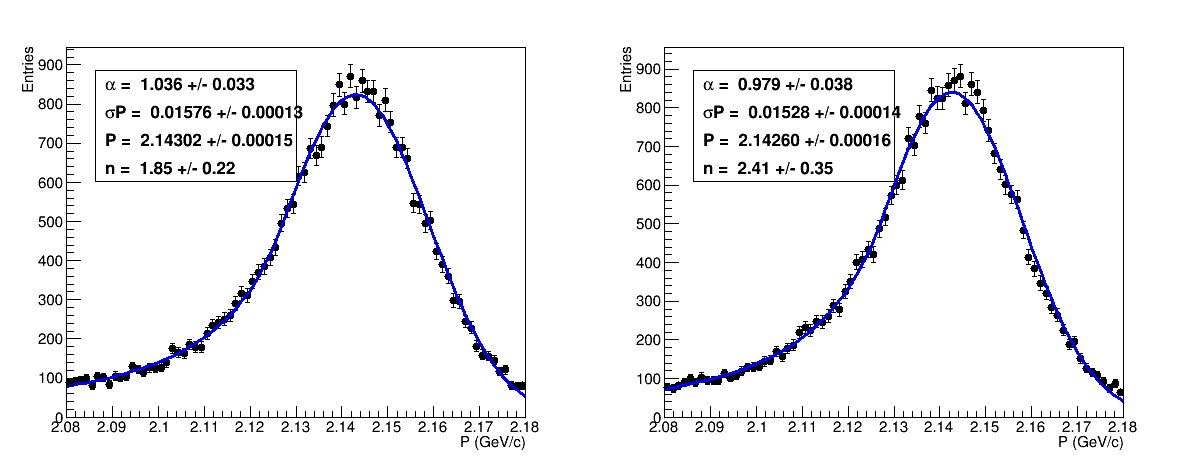 Entries
900
800
700
600
500
400
300
200
100
0
α = 1.036 +/- 0.033
σP = 0.01576 +/- 0.00013
P = 2.14302 +/- 0.00015
n = 1.85 +/- 0.22
2.08 2.09 2.1 2.11 2.12 2.13 2.14 2.15 2.16 2.17 2.18
P (GeV/c)
Entries
900
800
700
600
500
400
300
200
100
0
α = 0.979 +/- 0.038
σP = 0.01528 +/- 0.00014
P = 2.14260 +/- 0.00016
n = 2.41 +/- 0.35
2.08 2.09 2.1 2.11 2.12 2.13 2.14 2.15 2.16 2.17 2.18
P (GeV/c)